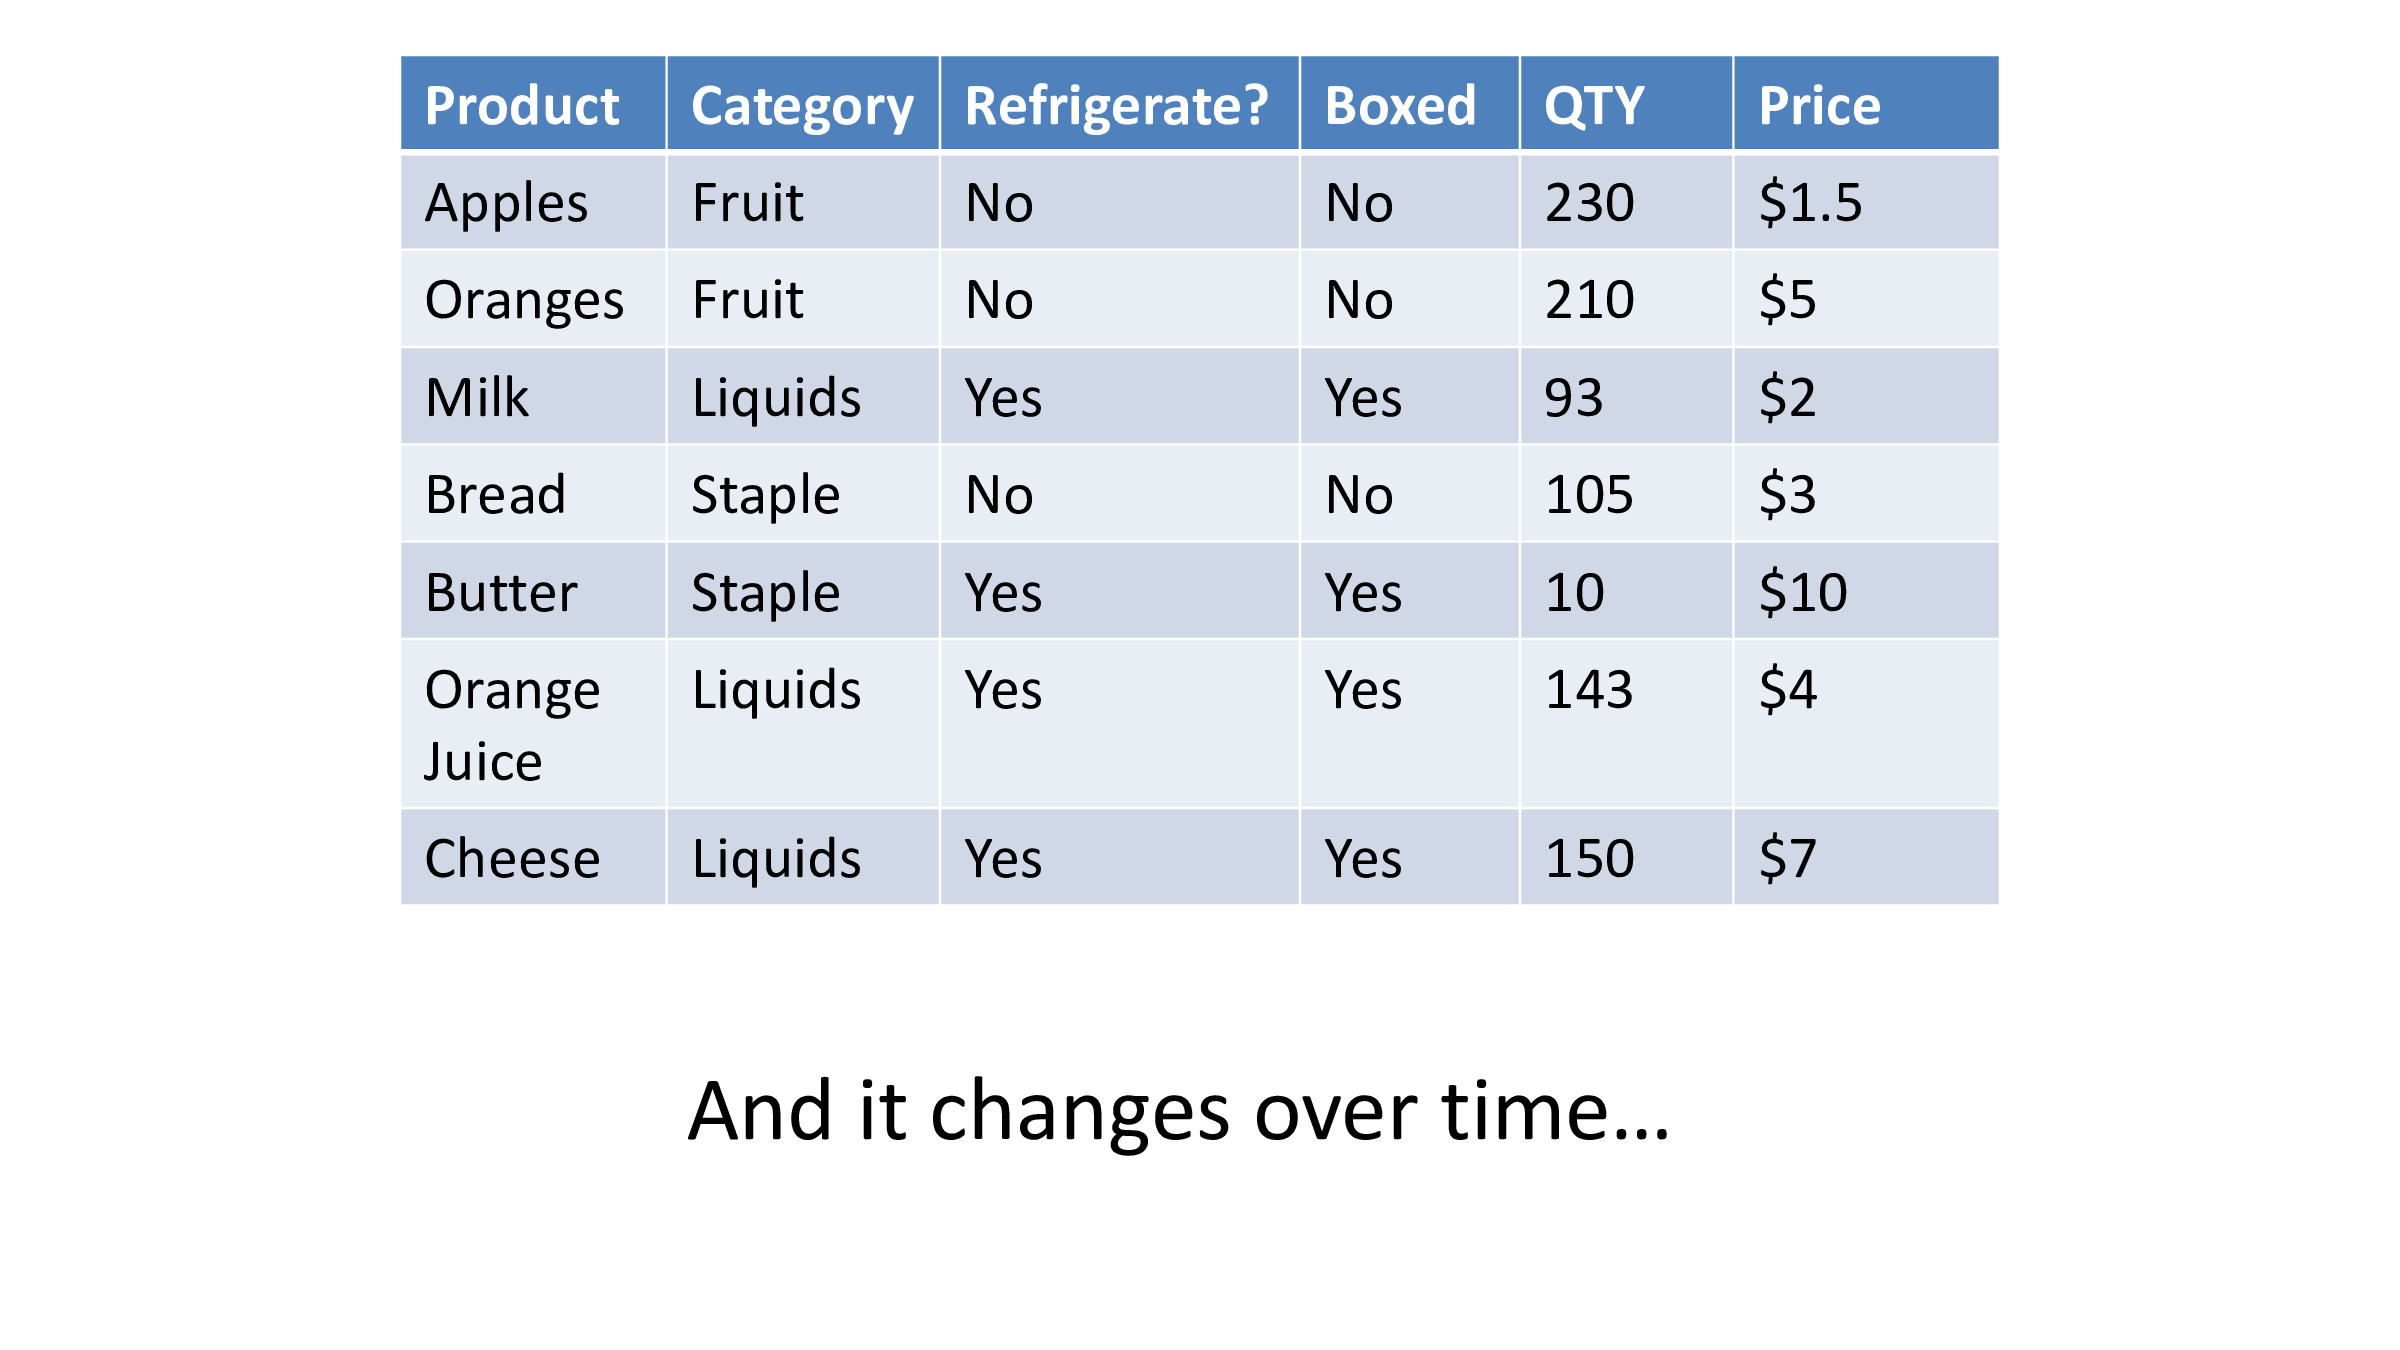 Product Category Refrigerate? Boxed QTY Price
Apples Fruit No No 230 $1.5
Oranges Fruit No No 210 $5
Milk Liquids Yes Yes 93 $2
Bread Staple No No 105 $3
Butter Staple Yes Yes 10 $10
Orange Liquids Yes Yes 143 $4
Juice
Cheese Liquids Yes Yes 150 $7
And it changes over time...